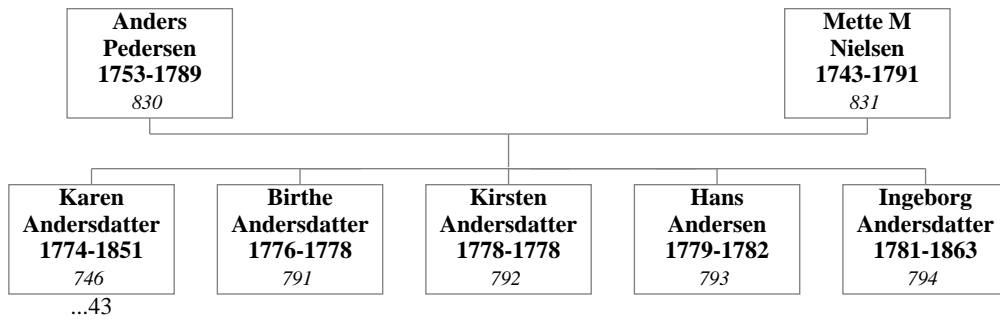 Anders
Pedersen
1753-1789
830
Mette M
Nielsen
1743-1791
831
Karen
Andersdatter
1774-1851
746
...43
Birthe
Andersdatter
1776-1778
791
Kirsten
Andersdatter
1778-1778
792
Hans
Andersen
1779-1782
793
Ingeborg
Andersdatter
1781-1863
794